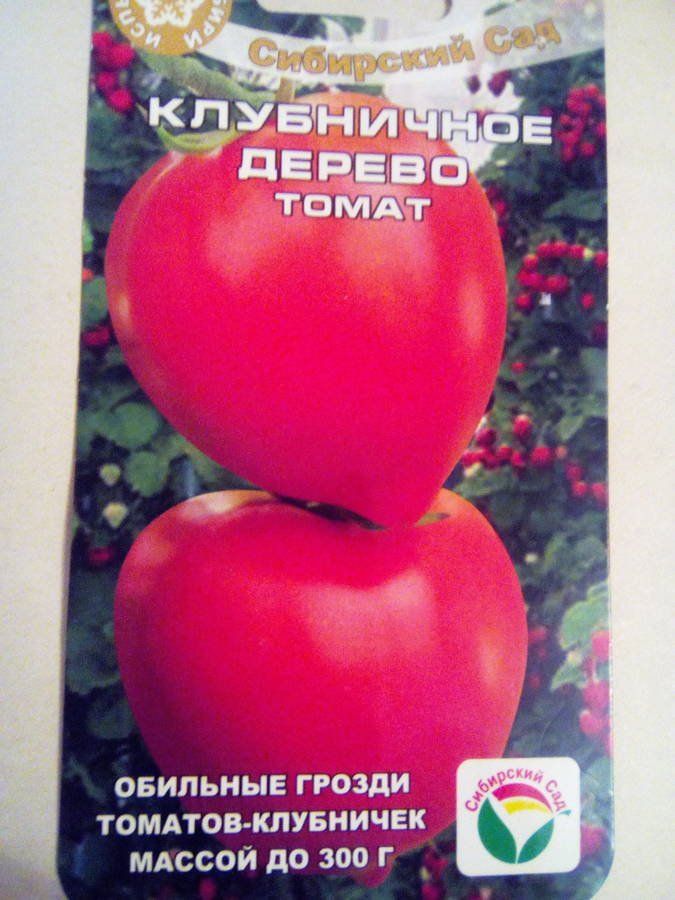 Сибирский Сад
КЛУБНИЧНОЕ
ДЕРЕВО
ТОМАТ
ОБИЛЬНЫЕ ГРОЗДИ
ТОМАТОВ-КЛУБНИЧЕК
МАССОЙ ДО 300 Г
Сибирский Сад